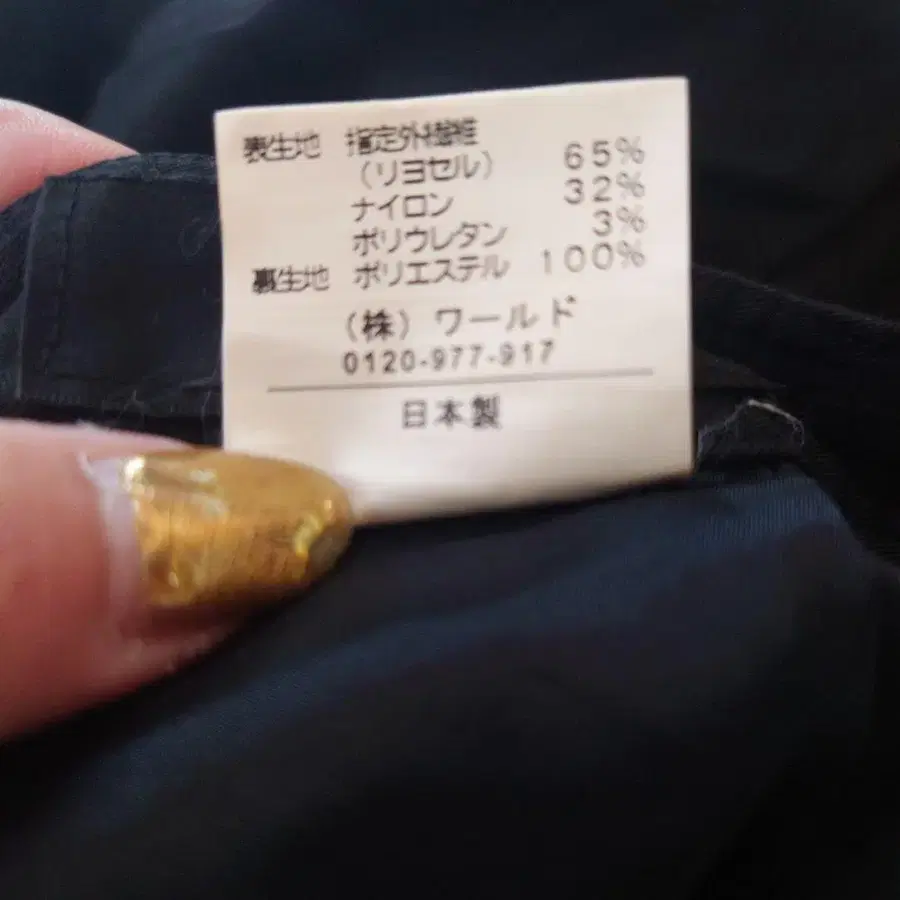 表生地 指定外繊維
(リヨセル) 65%
ナイロン 32%
ポリウレタン 3%
裏生地 ポリエステル 100%
(株) ワールド
0120-977-917
日本製